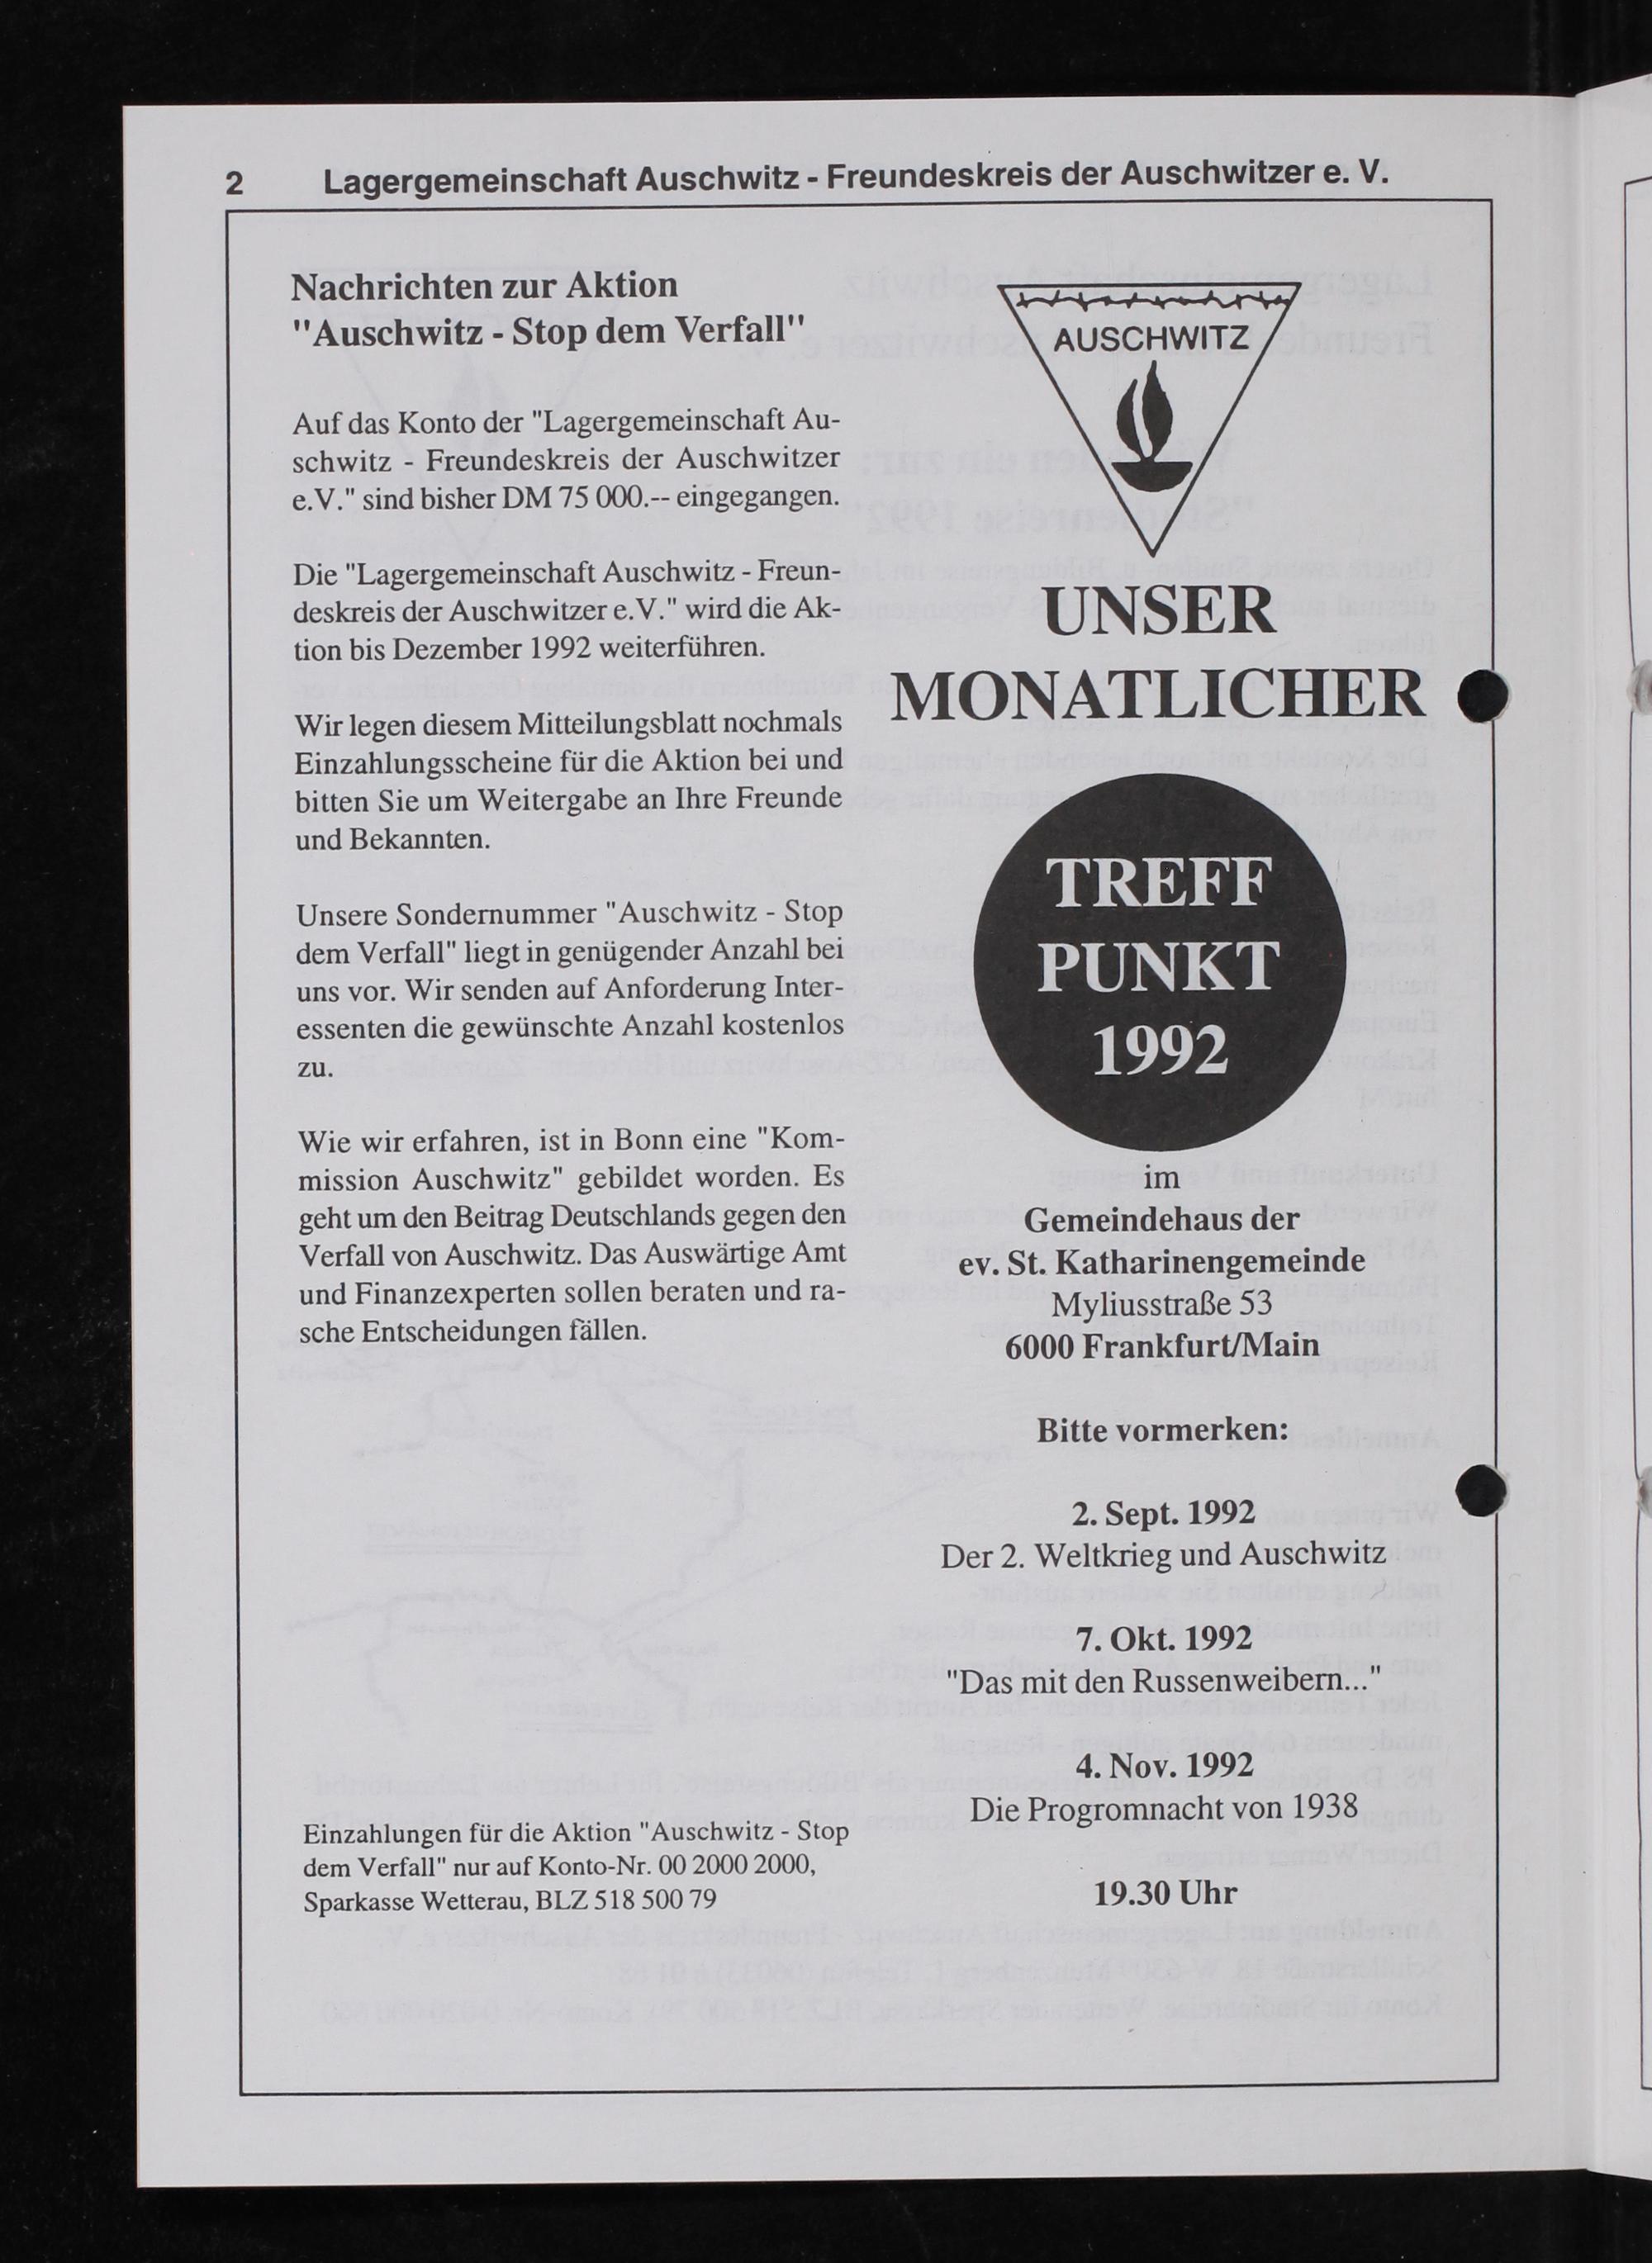 2 Lagergemeinschaft Auschwitz - Freundeskreis der Auschwitzer e. V.
Nachrichten zur Aktion
"Auschwitz - Stop dem Verfall"
Auf das Konto der "Lagergemeinschaft Au-
schwitz - Freundeskreis der Auschwitzer
e.V." sind bisher DM 75 000.-- eingegangen.
Die "Lagergemeinschaft Auschwitz - Freun-
deskreis der Auschwitzer e.V." wird die Ak-
tion bis Dezember 1992 weiterführen.
Wir legen diesem Mitteilungsblatt nochmals
Einzahlungsscheine für die Aktion bei und
bitten Sie um Weitergabe an Ihre Freunde
und Bekannten.
Unsere Sondernummer "Auschwitz - Stop
dem Verfall" liegt in genügender Anzahl bei
uns vor. Wir senden auf Anforderung Inter-
essenten die gewünschte Anzahl kostenlos
zu.
Wie wir erfahren, ist in Bonn eine "Kom-
mission Auschwitz" gebildet worden. Es
geht um den Beitrag Deutschlands gegen den
Verfall von Auschwitz. Das Auswärtige Amt
und Finanzexperten sollen beraten und ra-
sche Entscheidungen fällen.
Einzahlungen für die Aktion "Auschwitz - Stop
dem Verfall" nur auf Konto-Nr. 00 2000 2000,
Sparkasse Wetterau, BLZ 518 500 79
AUSCHWITZ
UNSER
MONATLICHER
TREFF
PUNKT
1992
im
Gemeindehaus der
ev. St. Katharinengemeinde
Myliusstraße 53
6000 Frankfurt/Main
Bitte vormerken:
2. Sept. 1992
Der 2. Weltkrieg und Auschwitz
7. Okt. 1992
"Das mit den Russenweibern..."
4. Nov. 1992
Die Progromnacht von 1938
19.30 Uhr